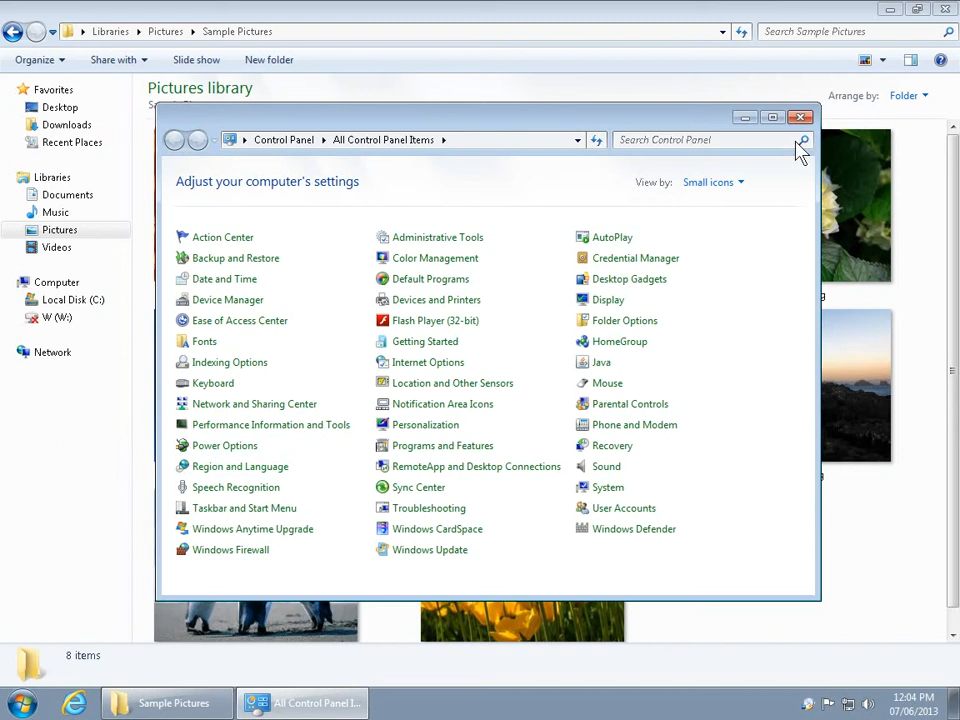 Libraries Pictures Sample Pictures
Search Sample Pictures
Organize Share with Slide show New folder
Favorites
Desktop
Downloads
Recent Places
Libraries
Documents
Music
Pictures
Videos
Computer
Local Disk (C:)
W (W:)
Network
Pictures library
Arrange by: Folder
Control Panel All Control Panel Items
Search Control Panel
Adjust your computer's settings
View by: Small icons
Action Center Administrative Tools AutoPlay
Backup and Restore Color Management Credential Manager
Date and Time Default Programs Desktop Gadgets
Device Manager Devices and Printers Display
Ease of Access Center Flash Player (32-bit) Folder Options
Fonts Getting Started HomeGroup
Indexing Options Internet Options Java
Keyboard Location and Other Sensors Mouse
Network and Sharing Center Notification Area Icons Parental Controls
Performance Information and Tools Personalization Phone and Modem
Power Options Programs and Features Recovery
Region and Language RemoteApp and Desktop Connections Sound
Speech Recognition Sync Center System
Taskbar and Start Menu Troubleshooting User Accounts
Windows Anytime Upgrade Windows CardSpace Windows Defender
Windows Firewall Windows Update
8 items
Sample Pictures
All Control Panel I...
12:04 PM
07/06/2013